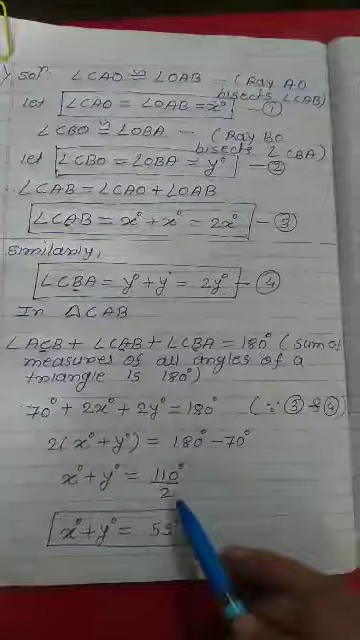 Solⁿ: ∠CAO ≅ ∠OAB — (Ray AO
bisects ∠CAB)
let ∠CAO = ∠OAB = x° — ①
∠CBO ≅ ∠OBA — (Ray BO
bisects ∠CBA)
let ∠CBO = ∠OBA = y° — ②
∠CAB = ∠CAO + ∠OAB
∠CAB = x° + x° = 2x° — ③
Similarly,
∠CBA = y° + y° = 2y° — ④
In △CAB
∠ACB + ∠CAB + ∠CBA = 180° (sum of
measures of all angles of a
triangle is 180°)
70° + 2x° + 2y° = 180° (∵ ③ & ④)
2(x° + y°) = 180° - 70°
x° + y° = 110°/2
x° + y° = 55°